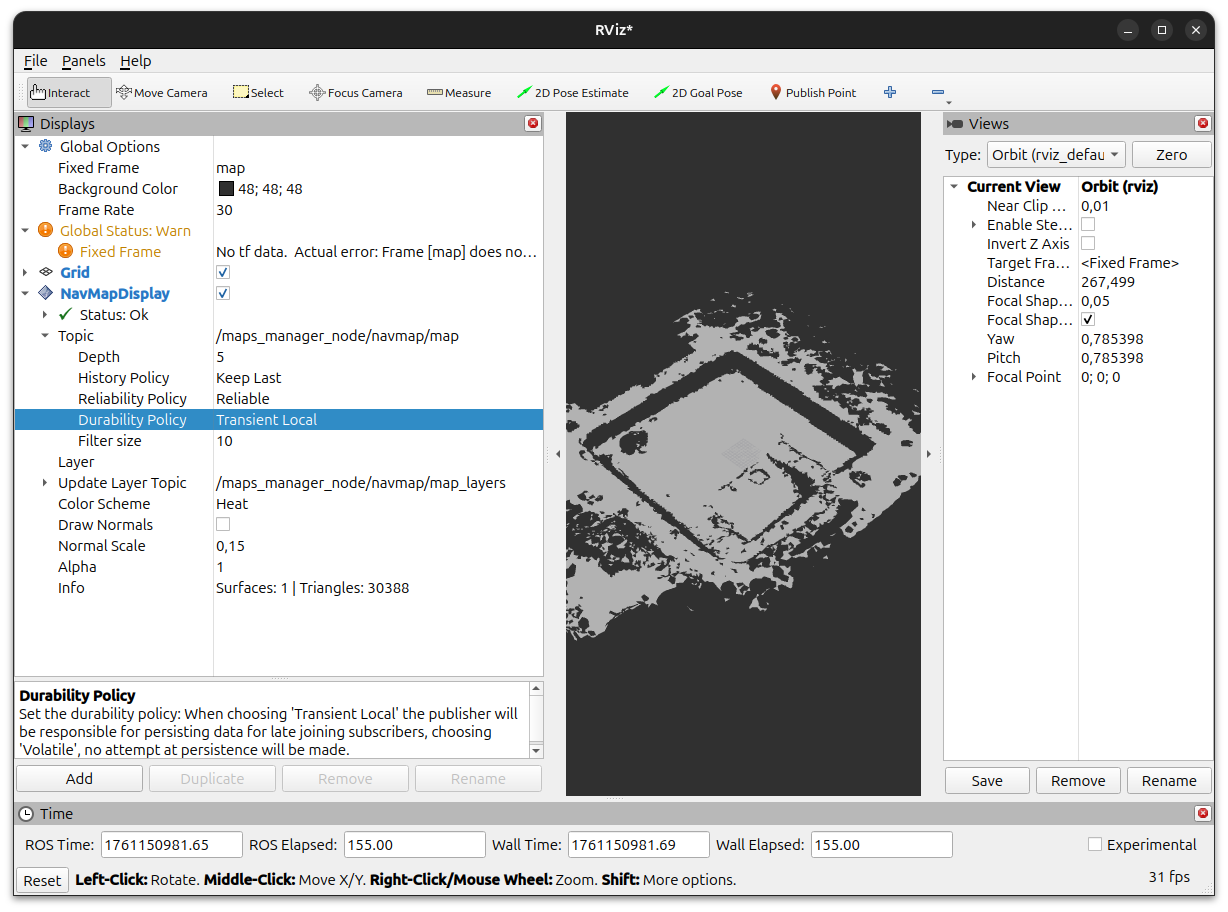 RViz*
File Panels Help
Interact Move Camera Select Focus Camera Measure 2D Pose Estimate 2D Goal Pose Publish Point
Displays
Global Options
Fixed Frame map
Background Color 48; 48; 48
Frame Rate 30
Global Status: Warn
Fixed Frame No tf data. Actual error: Frame [map] does no...
Grid
NavMapDisplay
Status: Ok
Topic /maps_manager_node/navmap/map
Depth 5
History Policy Keep Last
Reliability Policy Reliable
Durability Policy Transient Local
Filter size 10
Layer
Update Layer Topic /maps_manager_node/navmap/map_layers
Color Scheme Heat
Draw Normals
Normal Scale 0,15
Alpha 1
Info Surfaces: 1 | Triangles: 30388
Durability Policy
Set the durability policy: When choosing 'Transient Local' the publisher will
be responsible for persisting data for late joining subscribers, choosing
'Volatile', no attempt at persistence will be made.
Add Duplicate Remove Rename
Views
Type: Orbit (rviz_defau Zero
Current View Orbit (rviz)
Near Clip ... 0,01
Enable Ste...
Invert Z Axis
Target Fra... <Fixed Frame>
Distance 267,499
Focal Shap... 0,05
Focal Shap...
Yaw 0,785398
Pitch 0,785398
Focal Point 0; 0; 0
Save Remove Rename
Time
ROS Time: 1761150981.65 ROS Elapsed: 155.00 Wall Time: 1761150981.69 Wall Elapsed: 155.00 Experimental
Reset Left-Click: Rotate. Middle-Click: Move X/Y. Right-Click/Mouse Wheel: Zoom. Shift: More options. 31 fps